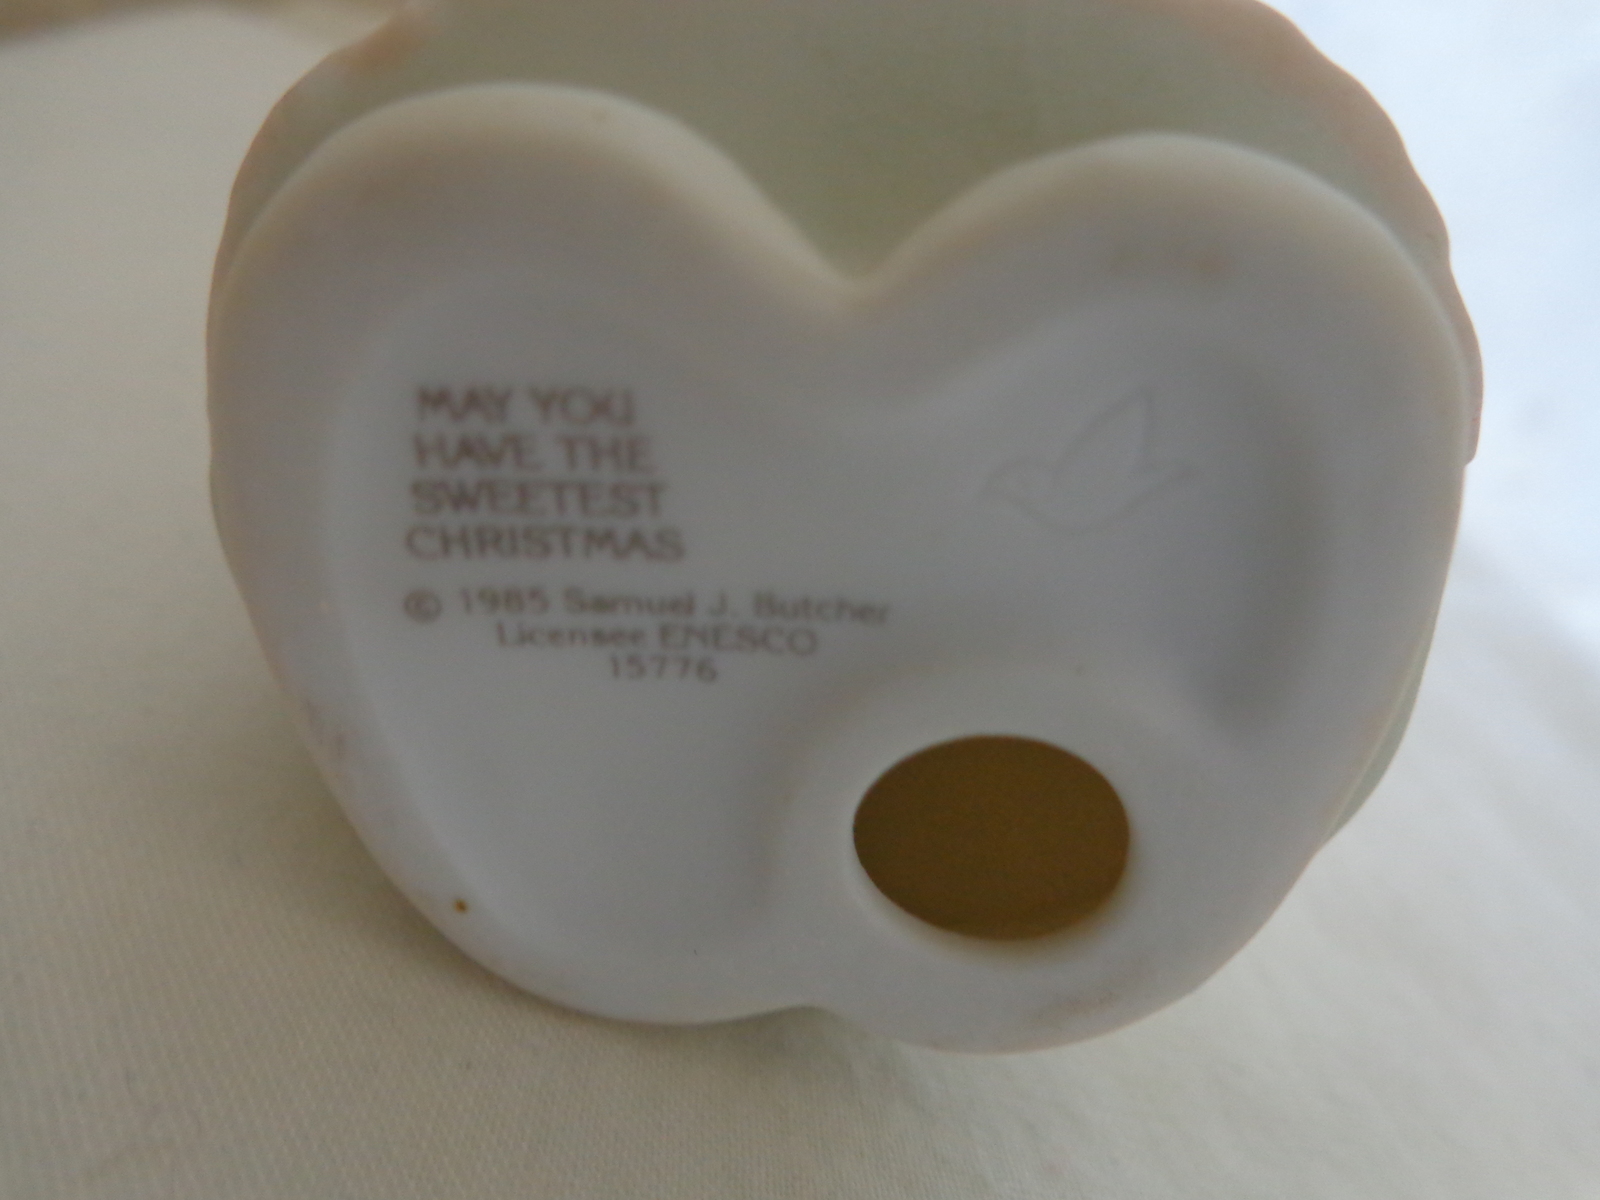 MAY YOU
HAVE THE
SWEETEST
CHRISTMAS
© 1985 Samuel J. Butcher
Licensee ENESCO
15776